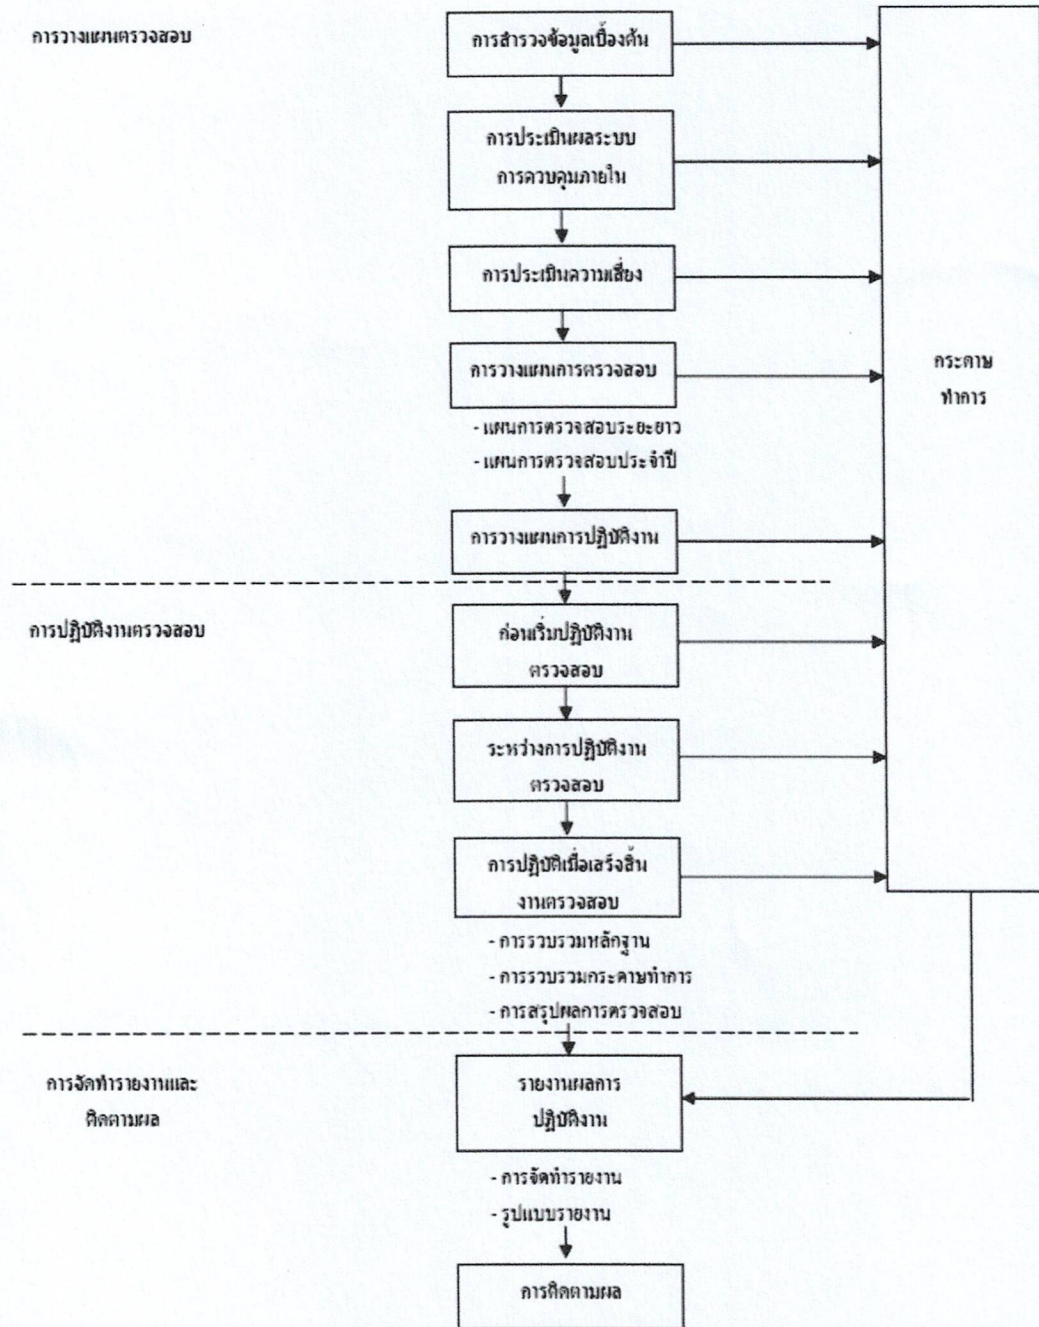 การวางแผนตรวจสอบ
การสำรวจข้อมูลเบื้องต้น
การประเมินผลระบบ
การควบคุมภายใน
การประเมินความเสี่ยง
การวางแผนการตรวจสอบ
- แผนการตรวจสอบระยะยาว
- แผนการตรวจสอบประจำปี
การวางแผนการปฏิบัติงาน
กระดาษ
ทำการ
การปฏิบัติงานตรวจสอบ
ก่อนเริ่มปฏิบัติงาน
ตรวจสอบ
ระหว่างการปฏิบัติงาน
ตรวจสอบ
การปฏิบัติเมื่อเสร็จสิ้น
งานตรวจสอบ
- การรวบรวมหลักฐาน
- การรวบรวมกระดาษทำการ
- การสรุปผลการตรวจสอบ
การจัดทำรายงานและ
ติดตามผล
รายงานผลการ
ปฏิบัติงาน
- การจัดทำรายงาน
- รูปแบบรายงาน
การติดตามผล